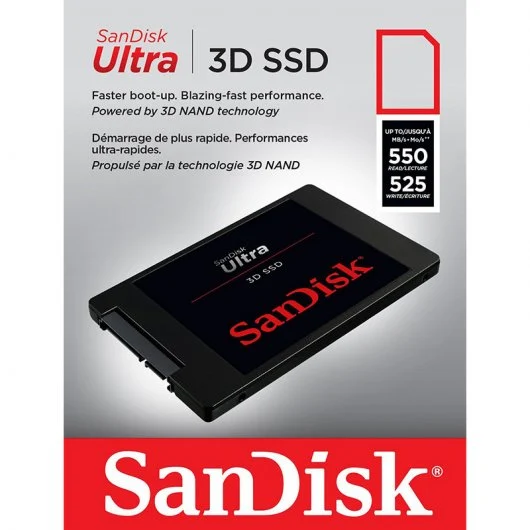 SanDisk
Ultra
3D SSD
Faster boot-up. Blazing-fast performance.
Powered by 3D NAND technology
Démarrage de plus rapide. Performances
ultra-rapides.
Propulsé par la technologie 3D NAND
UP TO/JUSQU'À
MB/s • Mo/s**
550
READ/LECTURE
525
WRITE/ÉCRITURE
SanDisk
Ultra
3D SSD
SanDisk
SanDisk®